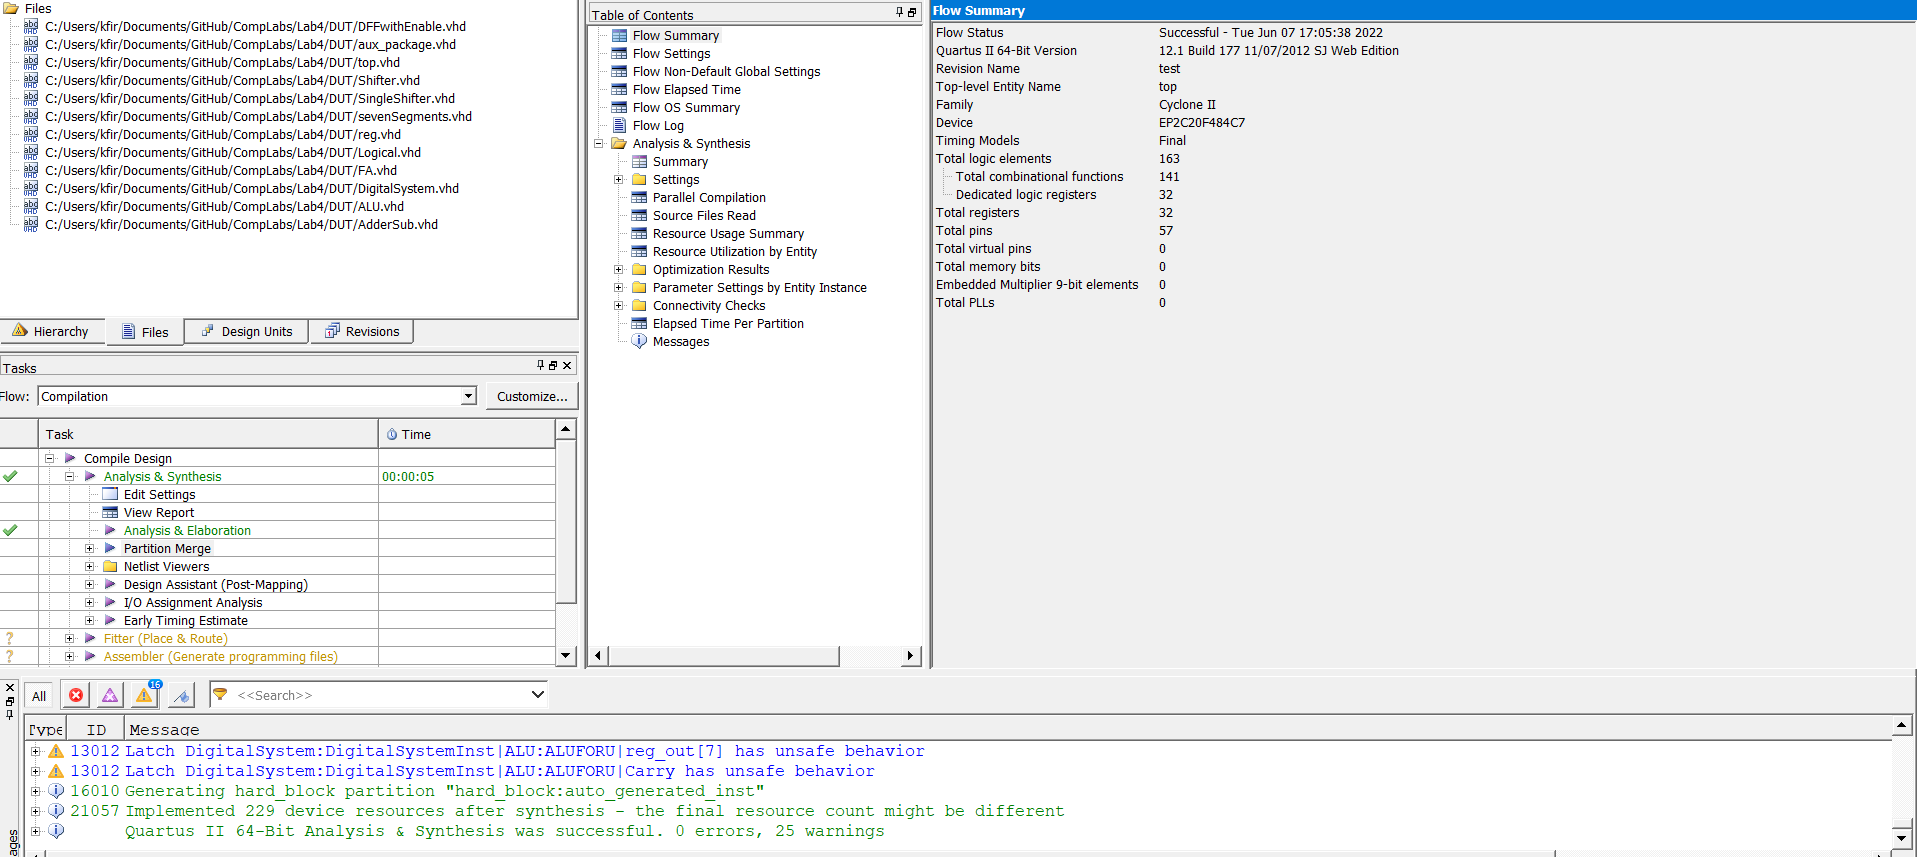 Files
C:/Users/kfir/Documents/GitHub/CompLabs/Lab4/DUT/DFFwithEnable.vhd
C:/Users/kfir/Documents/GitHub/CompLabs/Lab4/DUT/aux_package.vhd
C:/Users/kfir/Documents/GitHub/CompLabs/Lab4/DUT/top.vhd
C:/Users/kfir/Documents/GitHub/CompLabs/Lab4/DUT/Shifter.vhd
C:/Users/kfir/Documents/GitHub/CompLabs/Lab4/DUT/SingleShifter.vhd
C:/Users/kfir/Documents/GitHub/CompLabs/Lab4/DUT/sevenSegments.vhd
C:/Users/kfir/Documents/GitHub/CompLabs/Lab4/DUT/reg.vhd
C:/Users/kfir/Documents/GitHub/CompLabs/Lab4/DUT/Logical.vhd
C:/Users/kfir/Documents/GitHub/CompLabs/Lab4/DUT/FA.vhd
C:/Users/kfir/Documents/GitHub/CompLabs/Lab4/DUT/DigitalSystem.vhd
C:/Users/kfir/Documents/GitHub/CompLabs/Lab4/DUT/ALU.vhd
C:/Users/kfir/Documents/GitHub/CompLabs/Lab4/DUT/AdderSub.vhd
Hierarchy Files Design Units Revisions
Tasks
Flow: Compilation Customize...
Task Time
Compile Design
Analysis & Synthesis 00:00:05
Edit Settings
View Report
Analysis & Elaboration
Partition Merge
Netlist Viewers
Design Assistant (Post-Mapping)
I/O Assignment Analysis
Early Timing Estimate
Fitter (Place & Route)
Assembler (Generate programming files)
Table of Contents
Flow Summary
Flow Settings
Flow Non-Default Global Settings
Flow Elapsed Time
Flow OS Summary
Flow Log
Analysis & Synthesis
Summary
Settings
Parallel Compilation
Source Files Read
Resource Usage Summary
Resource Utilization by Entity
Optimization Results
Parameter Settings by Entity Instance
Connectivity Checks
Elapsed Time Per Partition
Messages
Flow Summary
Flow Status Successful - Tue Jun 07 17:05:38 2022
Quartus II 64-Bit Version 12.1 Build 177 11/07/2012 SJ Web Edition
Revision Name test
Top-level Entity Name top
Family Cyclone II
Device EP2C20F484C7
Timing Models Final
Total logic elements 163
Total combinational functions 141
Dedicated logic registers 32
Total registers 32
Total pins 57
Total virtual pins 0
Total memory bits 0
Embedded Multiplier 9-bit elements 0
Total PLLs 0
All 16 <<Search>>
Type ID Message
13012 Latch DigitalSystem:DigitalSystemInst|ALU:ALUFORU|reg_out[7] has unsafe behavior
13012 Latch DigitalSystem:DigitalSystemInst|ALU:ALUFORU|Carry has unsafe behavior
16010 Generating hard_block partition "hard_block:auto_generated_inst"
21057 Implemented 229 device resources after synthesis - the final resource count might be different
Quartus II 64-Bit Analysis & Synthesis was successful. 0 errors, 25 warnings